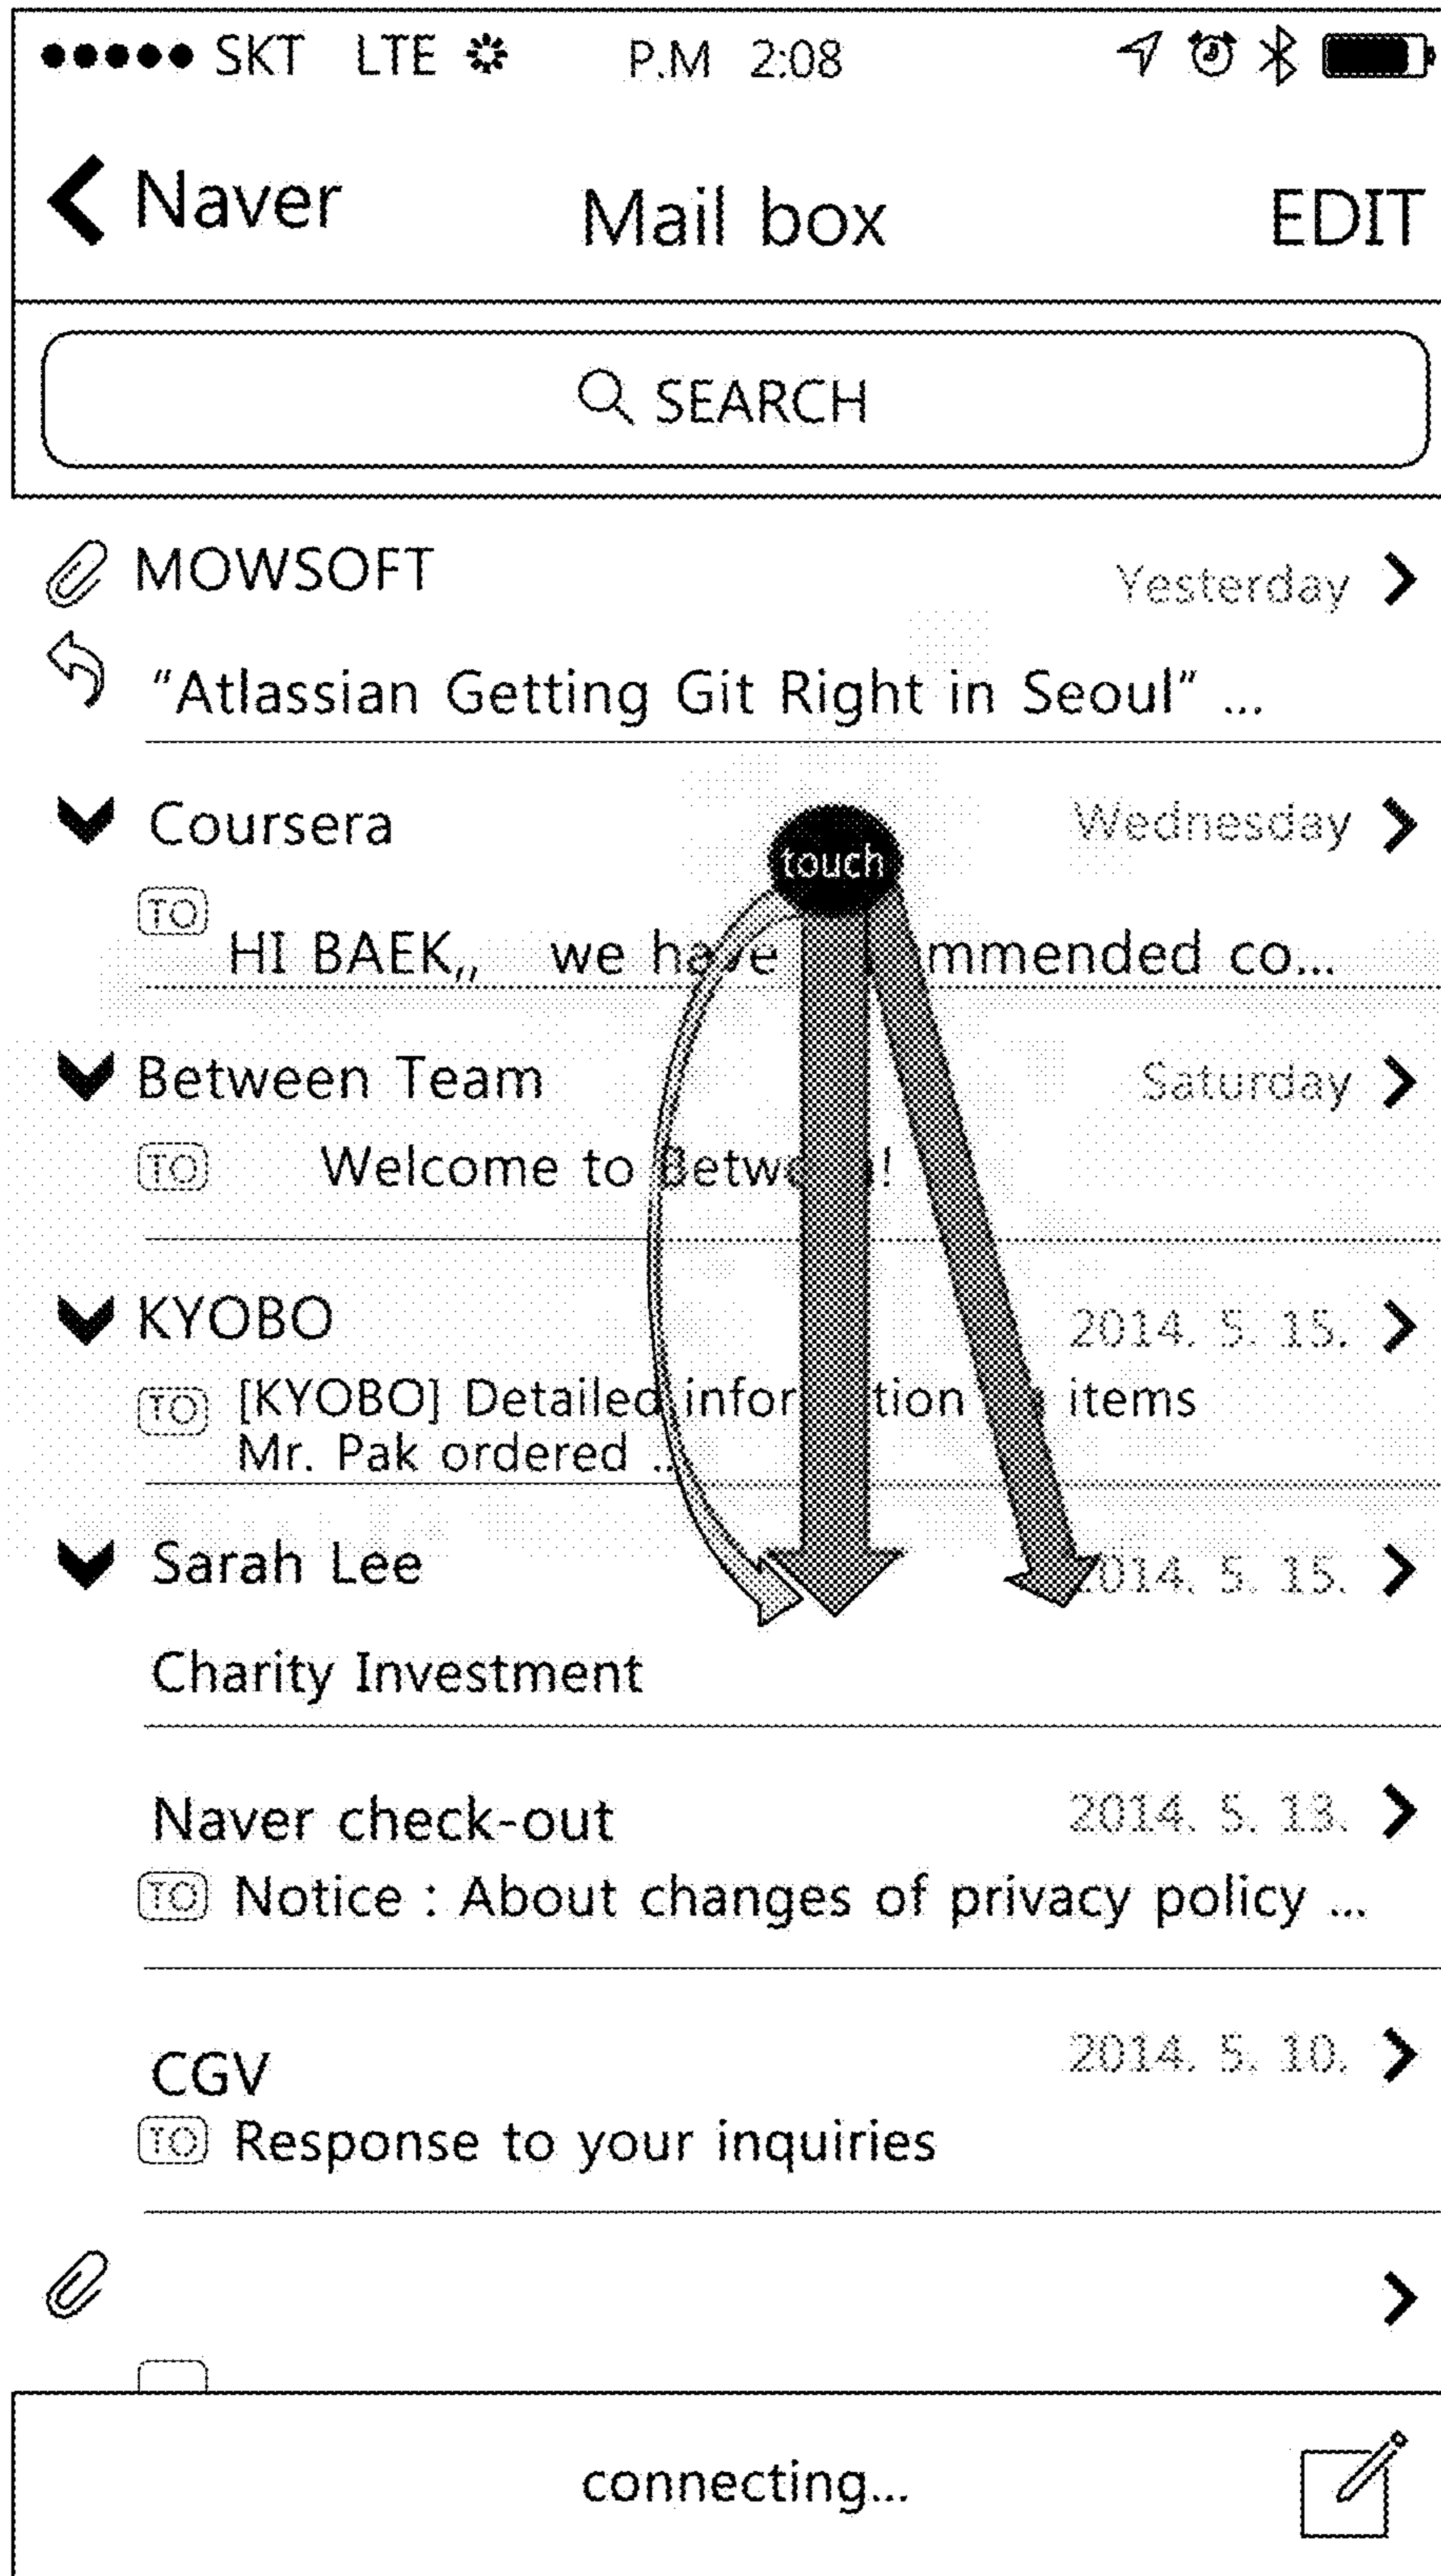 SKT LTE P.M 2:08
Naver Mail box EDIT
SEARCH
MOWSOFT Yesterday
"Atlassian Getting Git Right in Seoul" ...
Coursera Wednesday
touch
TO
HI BAEK,, we have mmended co...
Between Team Saturday
TO Welcome to Betw !
KYOBO 2014. 5. 15.
TO [KYOBO] Detailed infor tion items
Mr. Pak ordered ..
Sarah Lee 2014. 5. 15.
Charity Investment
Naver check-out 2014. 5. 13.
TO Notice : About changes of privacy policy ...
CGV 2014. 5. 10.
TO Response to your inquiries
connecting...